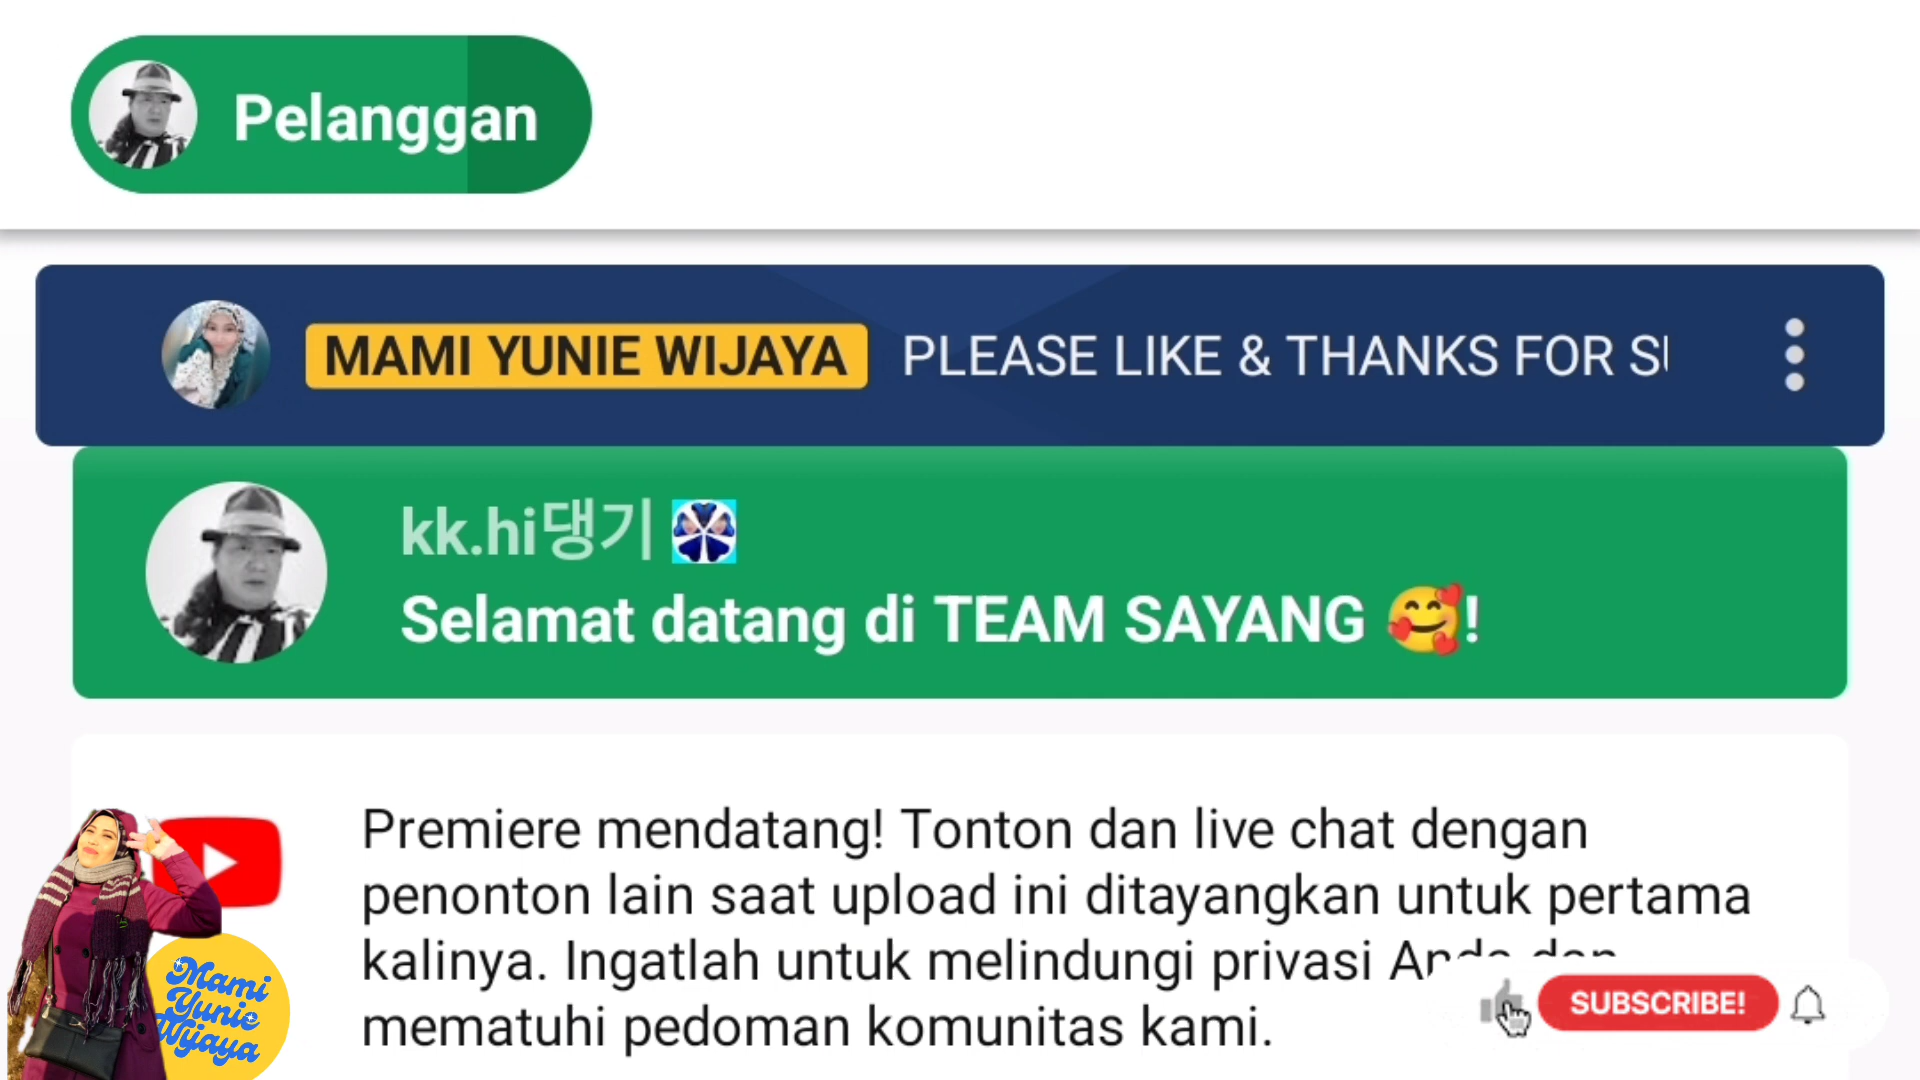 Pelanggan
MAMI YUNIE WIJAYA PLEASE LIKE & THANKS FOR
kk.hi댕기
Selamat datang di TEAM SAYANG 🥰!
Premiere mendatang! Tonton dan live chat dengan
penonton lain saat upload ini ditayangkan untuk pertama
kalinya. Ingatlah untuk melindungi privasi Anda dan
mematuhi pedoman komunitas kami.
SUBSCRIBE!
Mami
Yunie
Wijaya